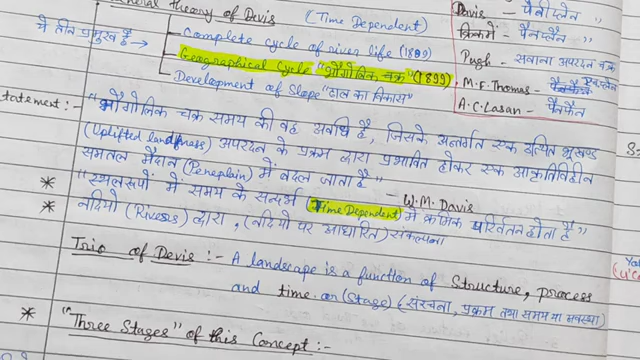 General theory of Devis (Time Dependent)
ये तीन प्रमुख है →
Complete cycle of river life (1899)
Geographical Cycle "भौगोलिक चक्र" (1899)
Development of Slope "ढाल का विकास"
Davis — पेनीप्लेन "
क्रिकमे — पैनप्लेन "
Pugh — सवाना अपरदन चक्र
M.F. Thomas —
A.C. Lasan —
Statement :- "भौगोलिक चक्र समय की वह अवधि है, जिसके अन्तर्गत एक उत्थित भूखण्ड
(Uplifted landmass) अपरदन के प्रक्रम द्वारा प्रभावित होकर एक आकृतिविहीन
समतल मैदान (Peneplain) में बदल जाता है" — W.M. Davis
* "स्थलरूपों में समय के सन्दर्भ (Time Dependent) में क्रमिक परिवर्तन होता है"
* नदियों (Rivers) द्वारा, (नदियों पर आधारित) संकल्पना
Trio of Devis :- A landscape is a function of Structure, process
and time or (Stage) (संरचना, प्रक्रम तथा समय या अवस्था)
* "Three Stages" of this Concept :-